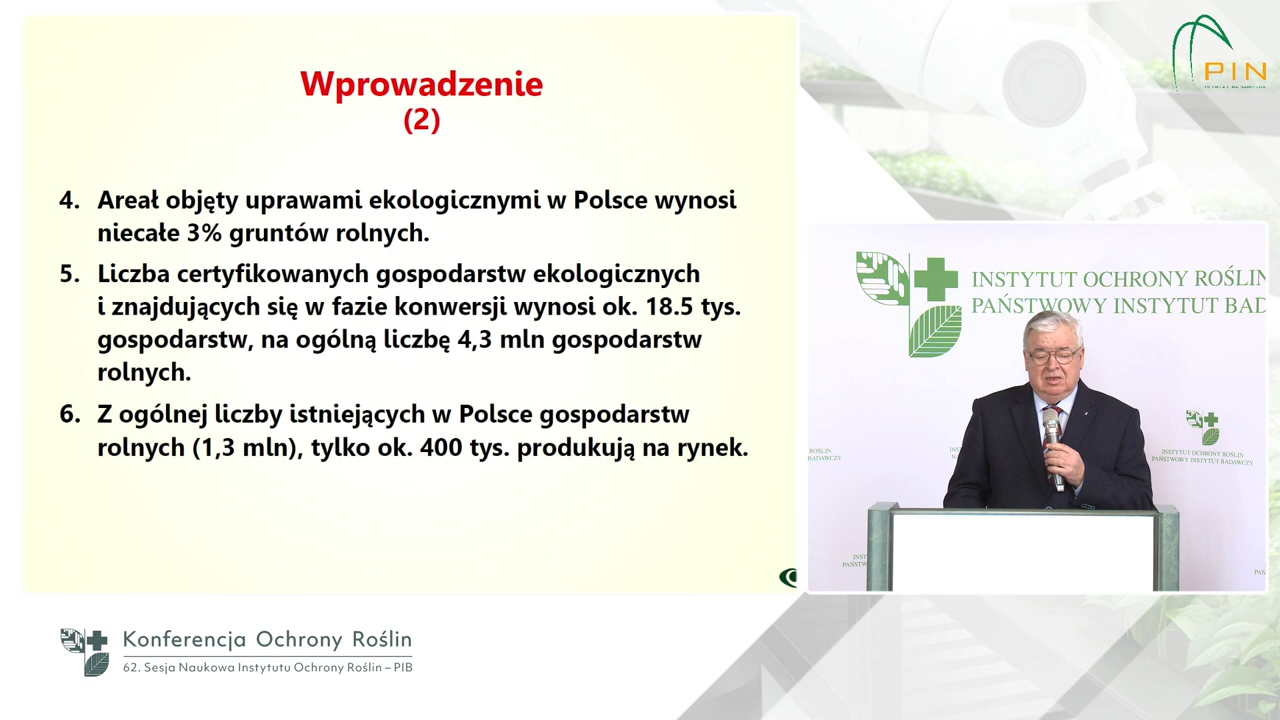 Wprowadzenie
(2)
4. Areał objęty uprawami ekologicznymi w Polsce wynosi
niecałe 3% gruntów rolnych.
5. Liczba certyfikowanych gospodarstw ekologicznych
i znajdujących się w fazie konwersji wynosi ok. 18.5 tys.
gospodarstw, na ogólną liczbę 4,3 mln gospodarstw
rolnych.
6. Z ogólnej liczby istniejących w Polsce gospodarstw
rolnych (1,3 mln), tylko ok. 400 tys. produkują na rynek.
PIN
INSTYTUT OCHRONY ROŚLIN
PAŃSTWOWY INSTYTUT BAD
ROŚLIN
BADAWCZY
INSTYTUT OCHRONY ROŚLIN
PAŃSTWOWY INSTYTUT BADAWCZY
INST
PAŃSTW
Konferencja Ochrony Roślin
62. Sesja Naukowa Instytutu Ochrony Roślin – PIB